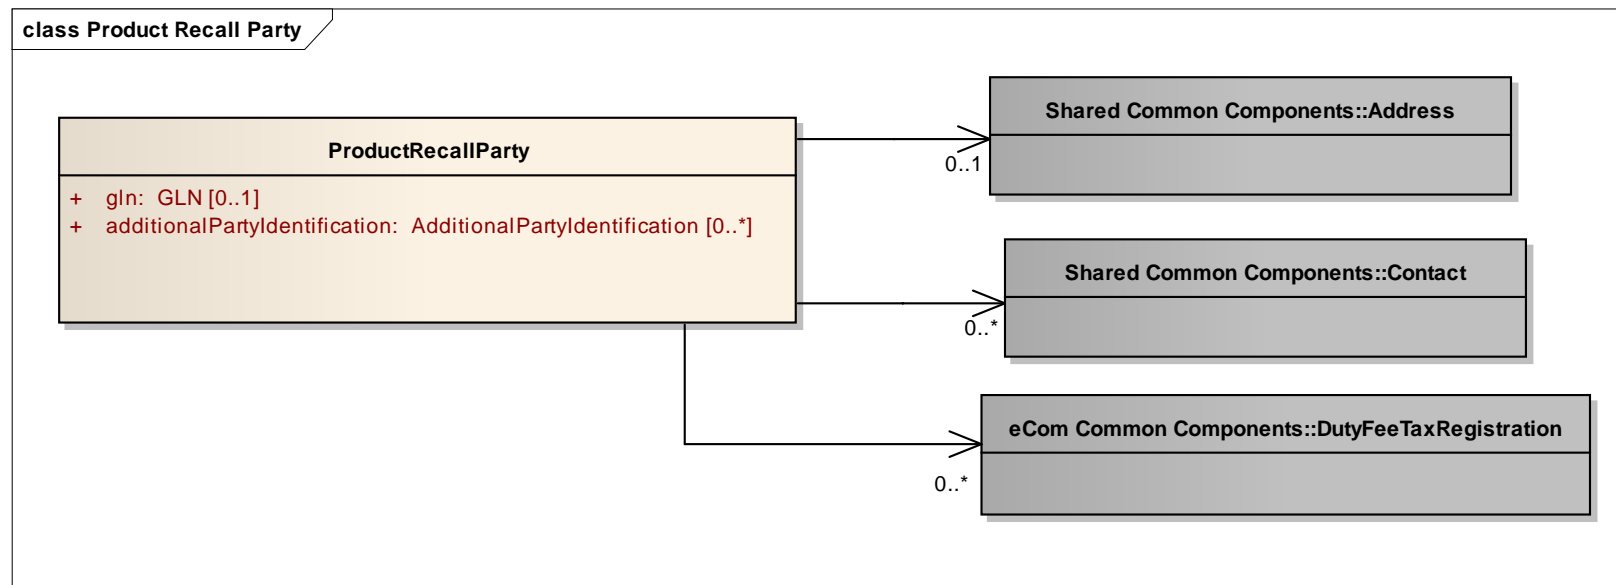 class Product Recall Party
ProductRecallParty
+ gln: GLN [0..1]
+ additionalPartyIdentification: AdditionalPartyIdentification [0..*]
Shared Common Components::Address
0..1
Shared Common Components::Contact
0..*
eCom Common Components::DutyFeeTaxRegistration
0..*